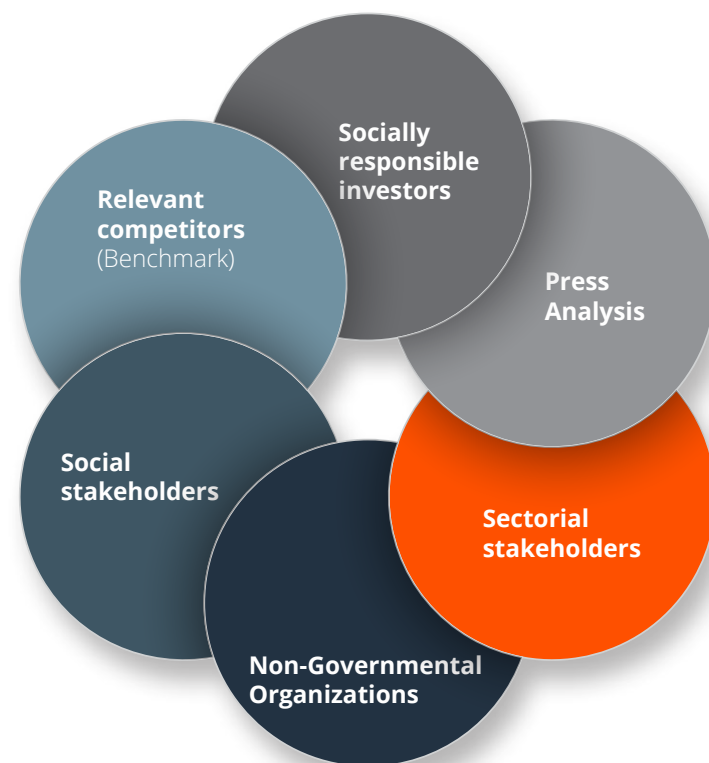 Socially
responsible
investors
Relevant
competitors
(Benchmark)
Press
Analysis
Social
stakeholders
Sectorial
stakeholders
Non-Governmental
Organizations